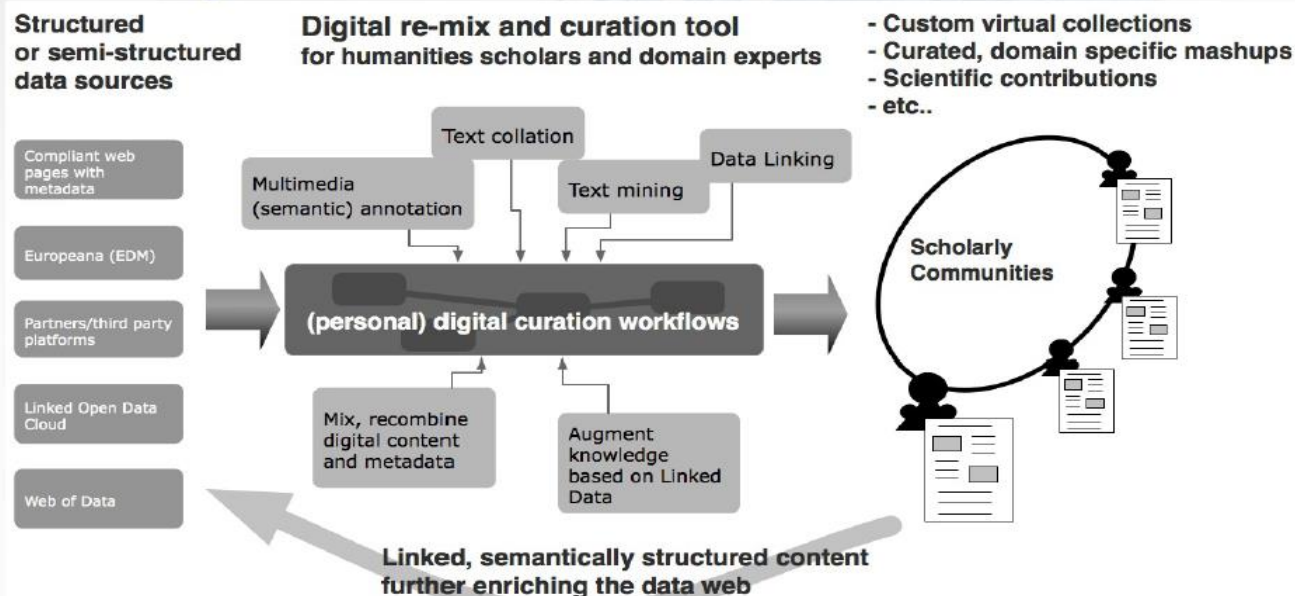 Structured
or semi-structured
data sources
Digital re-mix and curation tool
for humanities scholars and domain experts
- Custom virtual collections
- Curated, domain specific mashups
- Scientific contributions
- etc..
Compliant web
pages with
metadata
Europeana (EDM)
Partners/third party
platforms
Linked Open Data
Cloud
Web of Data
Multimedia
(semantic) annotation
Text collation
Text mining
Data Linking
(personal) digital curation workflows
Mix, recombine
digital content
and metadata
Augment
knowledge
based on Linked
Data
Scholarly
Communities
Linked, semantically structured content
further enriching the data web